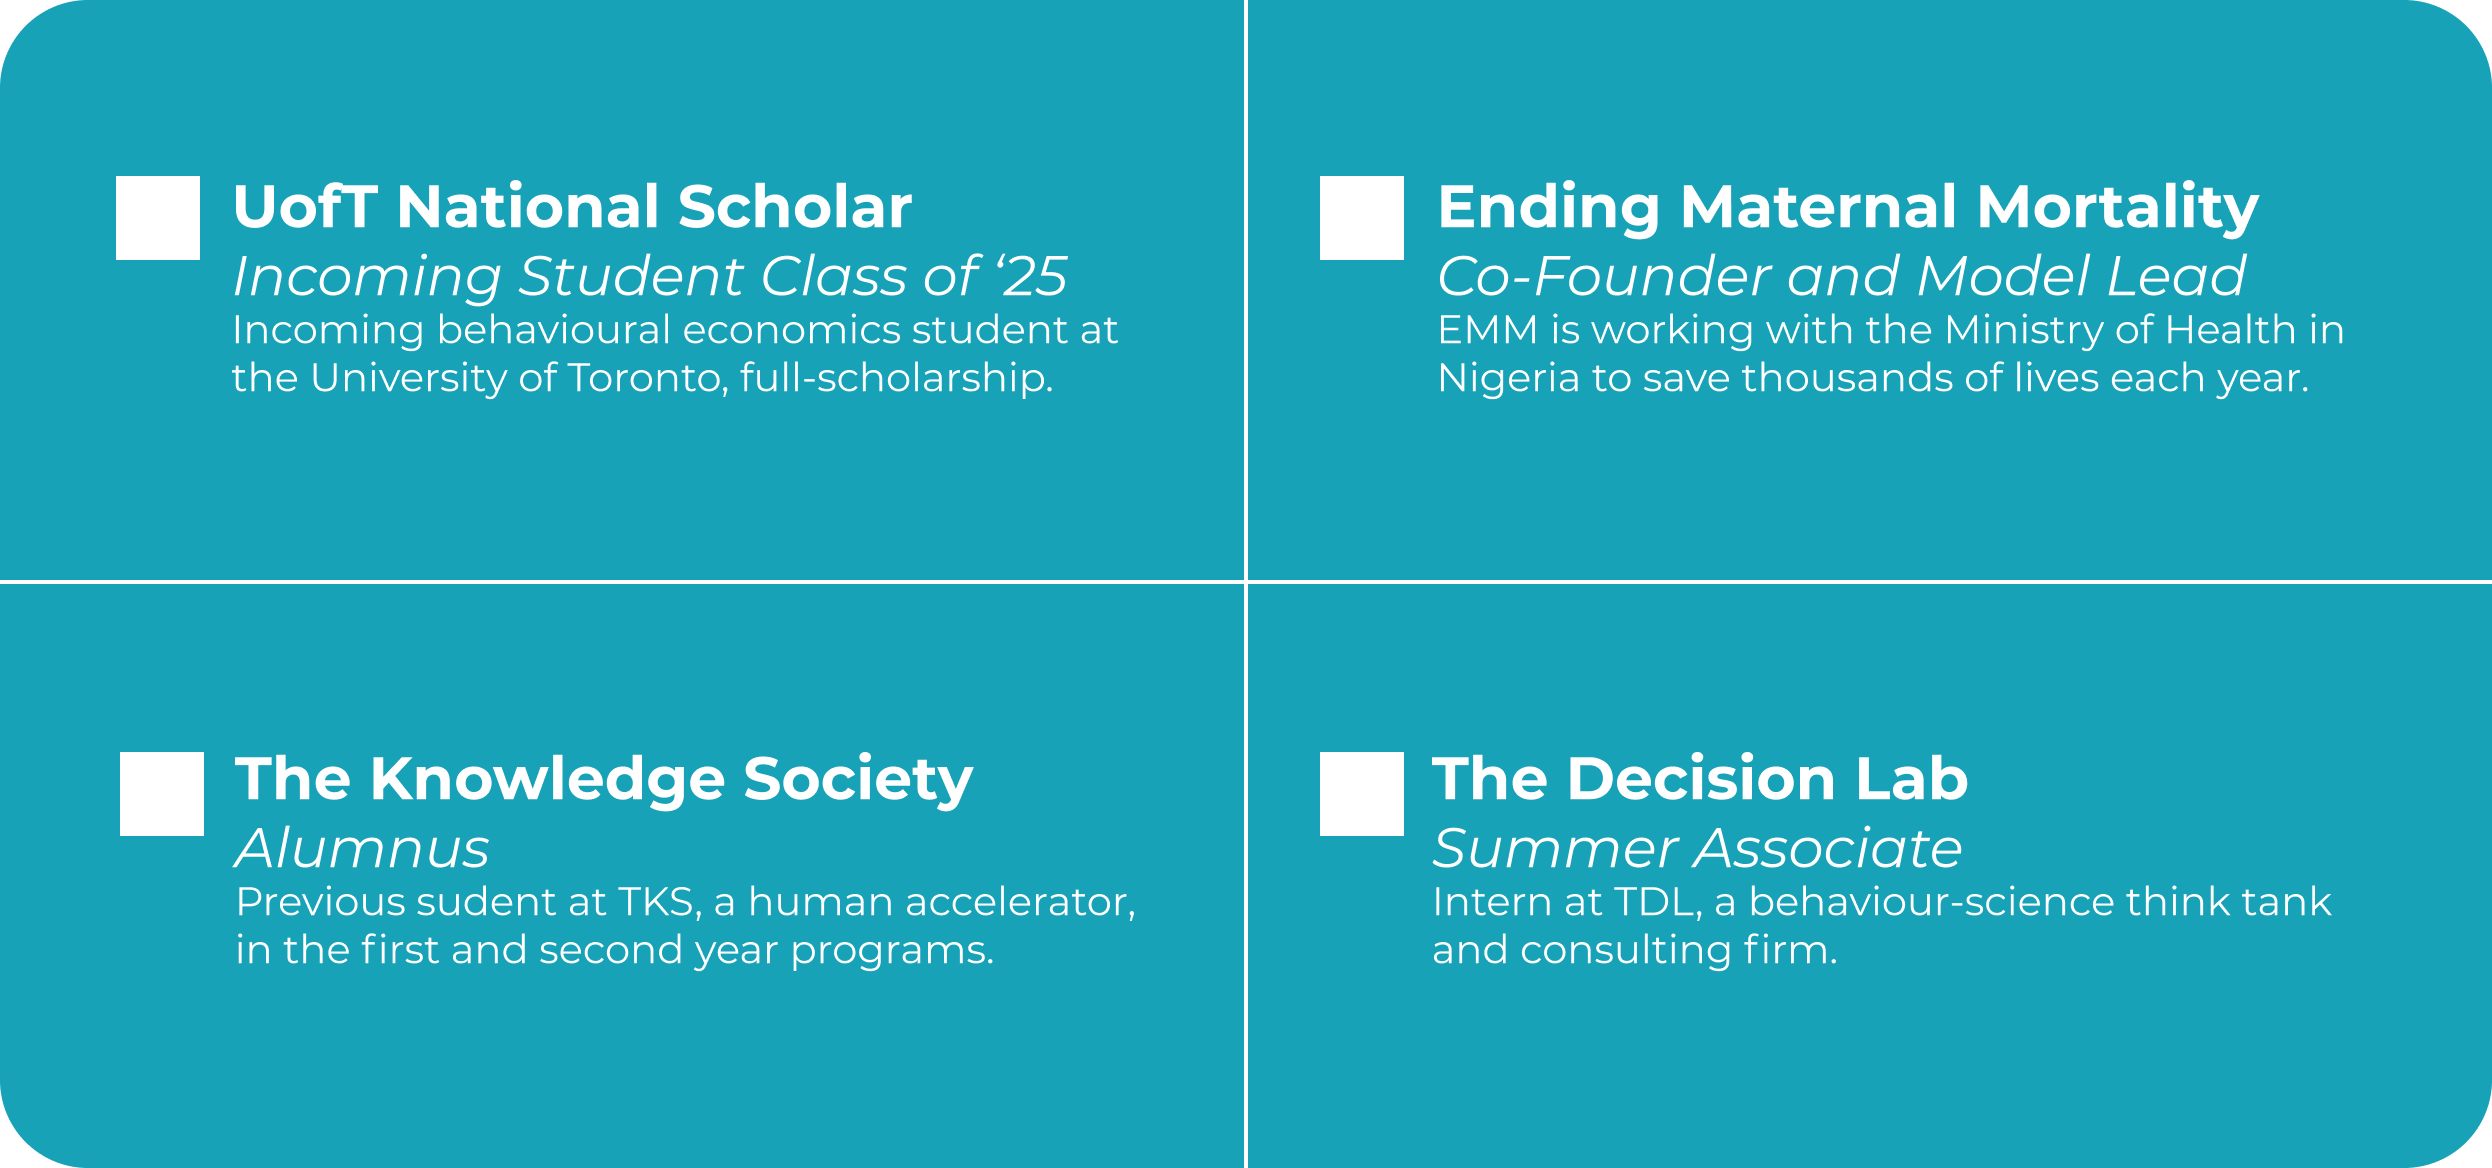 UofT National Scholar
Incoming Student Class of ‘25
Incoming behavioural economics student at
the University of Toronto, full-scholarship.
Ending Maternal Mortality
Co-Founder and Model Lead
EMM is working with the Ministry of Health in
Nigeria to save thousands of lives each year.
The Knowledge Society
Alumnus
Previous sudent at TKS, a human accelerator,
in the first and second year programs.
The Decision Lab
Summer Associate
Intern at TDL, a behaviour-science think tank
and consulting firm.